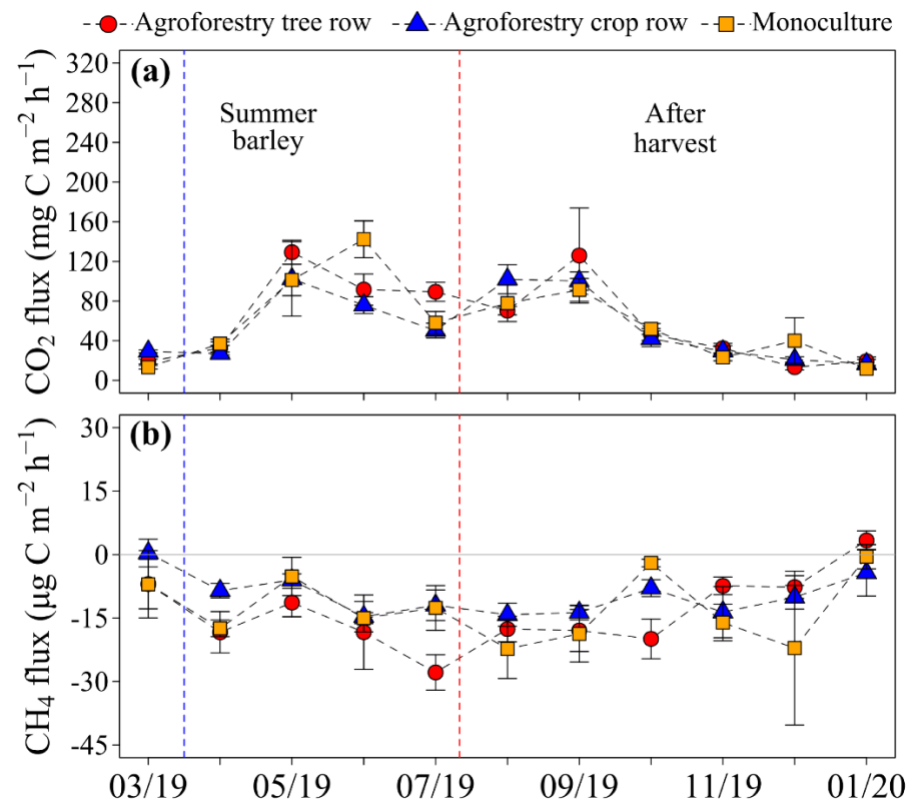 Agroforestry tree row Agroforestry crop row Monoculture
(a)
Summer
barley
After
harvest
CO₂ flux (mg C m⁻² h⁻¹)
320
280
240
200
160
120
80
40
0
(b)
CH₄ flux (µg C m⁻² h⁻¹)
30
15
0
-15
-30
-45
03/19 05/19 07/19 09/19 11/19 01/20